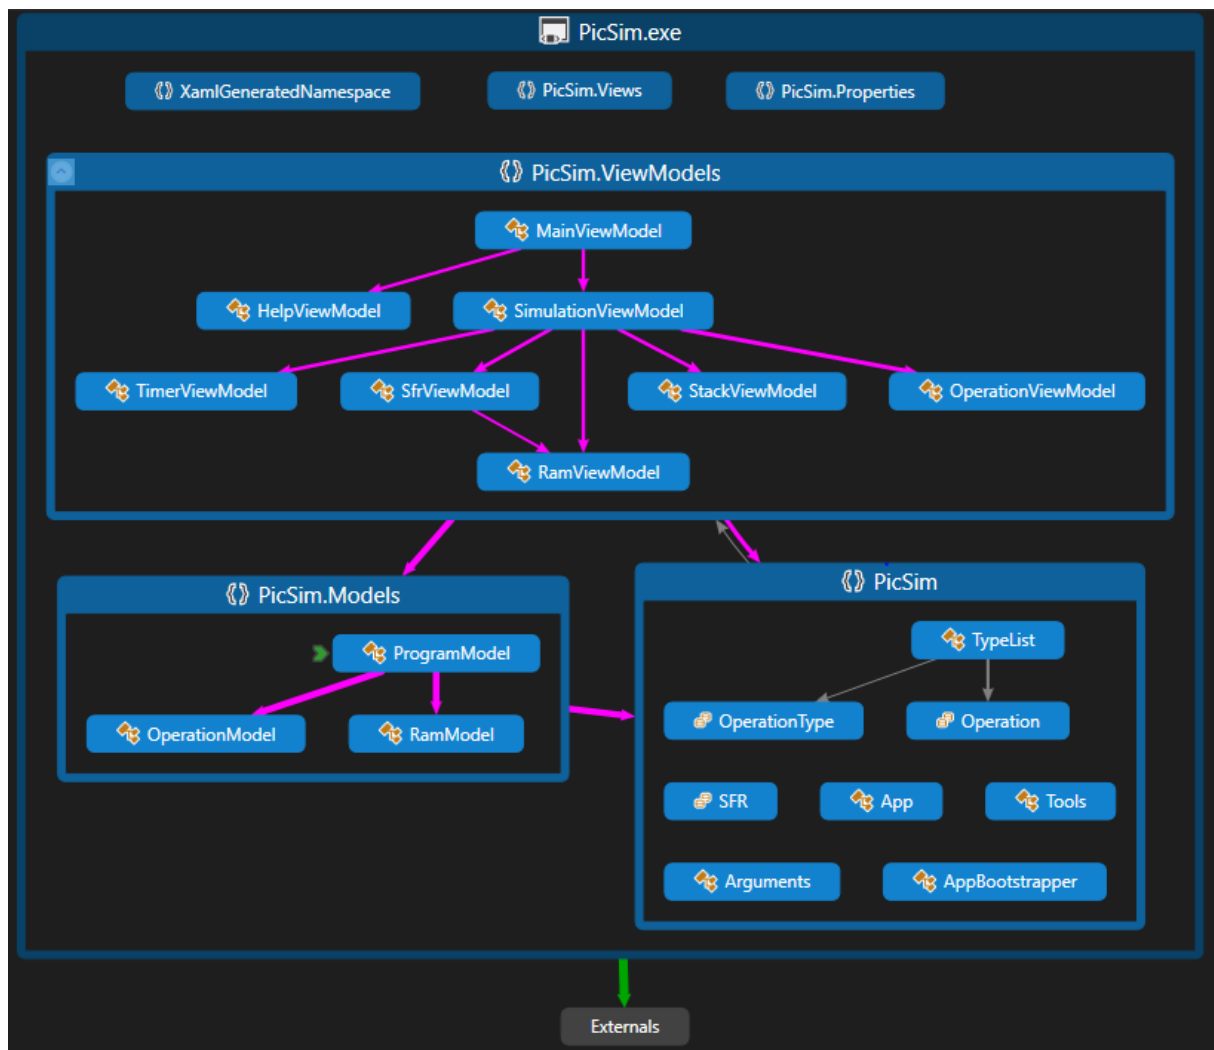 PicSim.exe
XamlGeneratedNamespace
PicSim.Views
PicSim.Properties
PicSim.ViewModels
MainViewModel
HelpViewModel
SimulationViewModel
TimerViewModel
SfrViewModel
StackViewModel
OperationViewModel
RamViewModel
PicSim.Models
ProgramModel
OperationModel
RamModel
PicSim
TypeList
OperationType
Operation
SFR
App
Tools
Arguments
AppBootstrapper
Externals